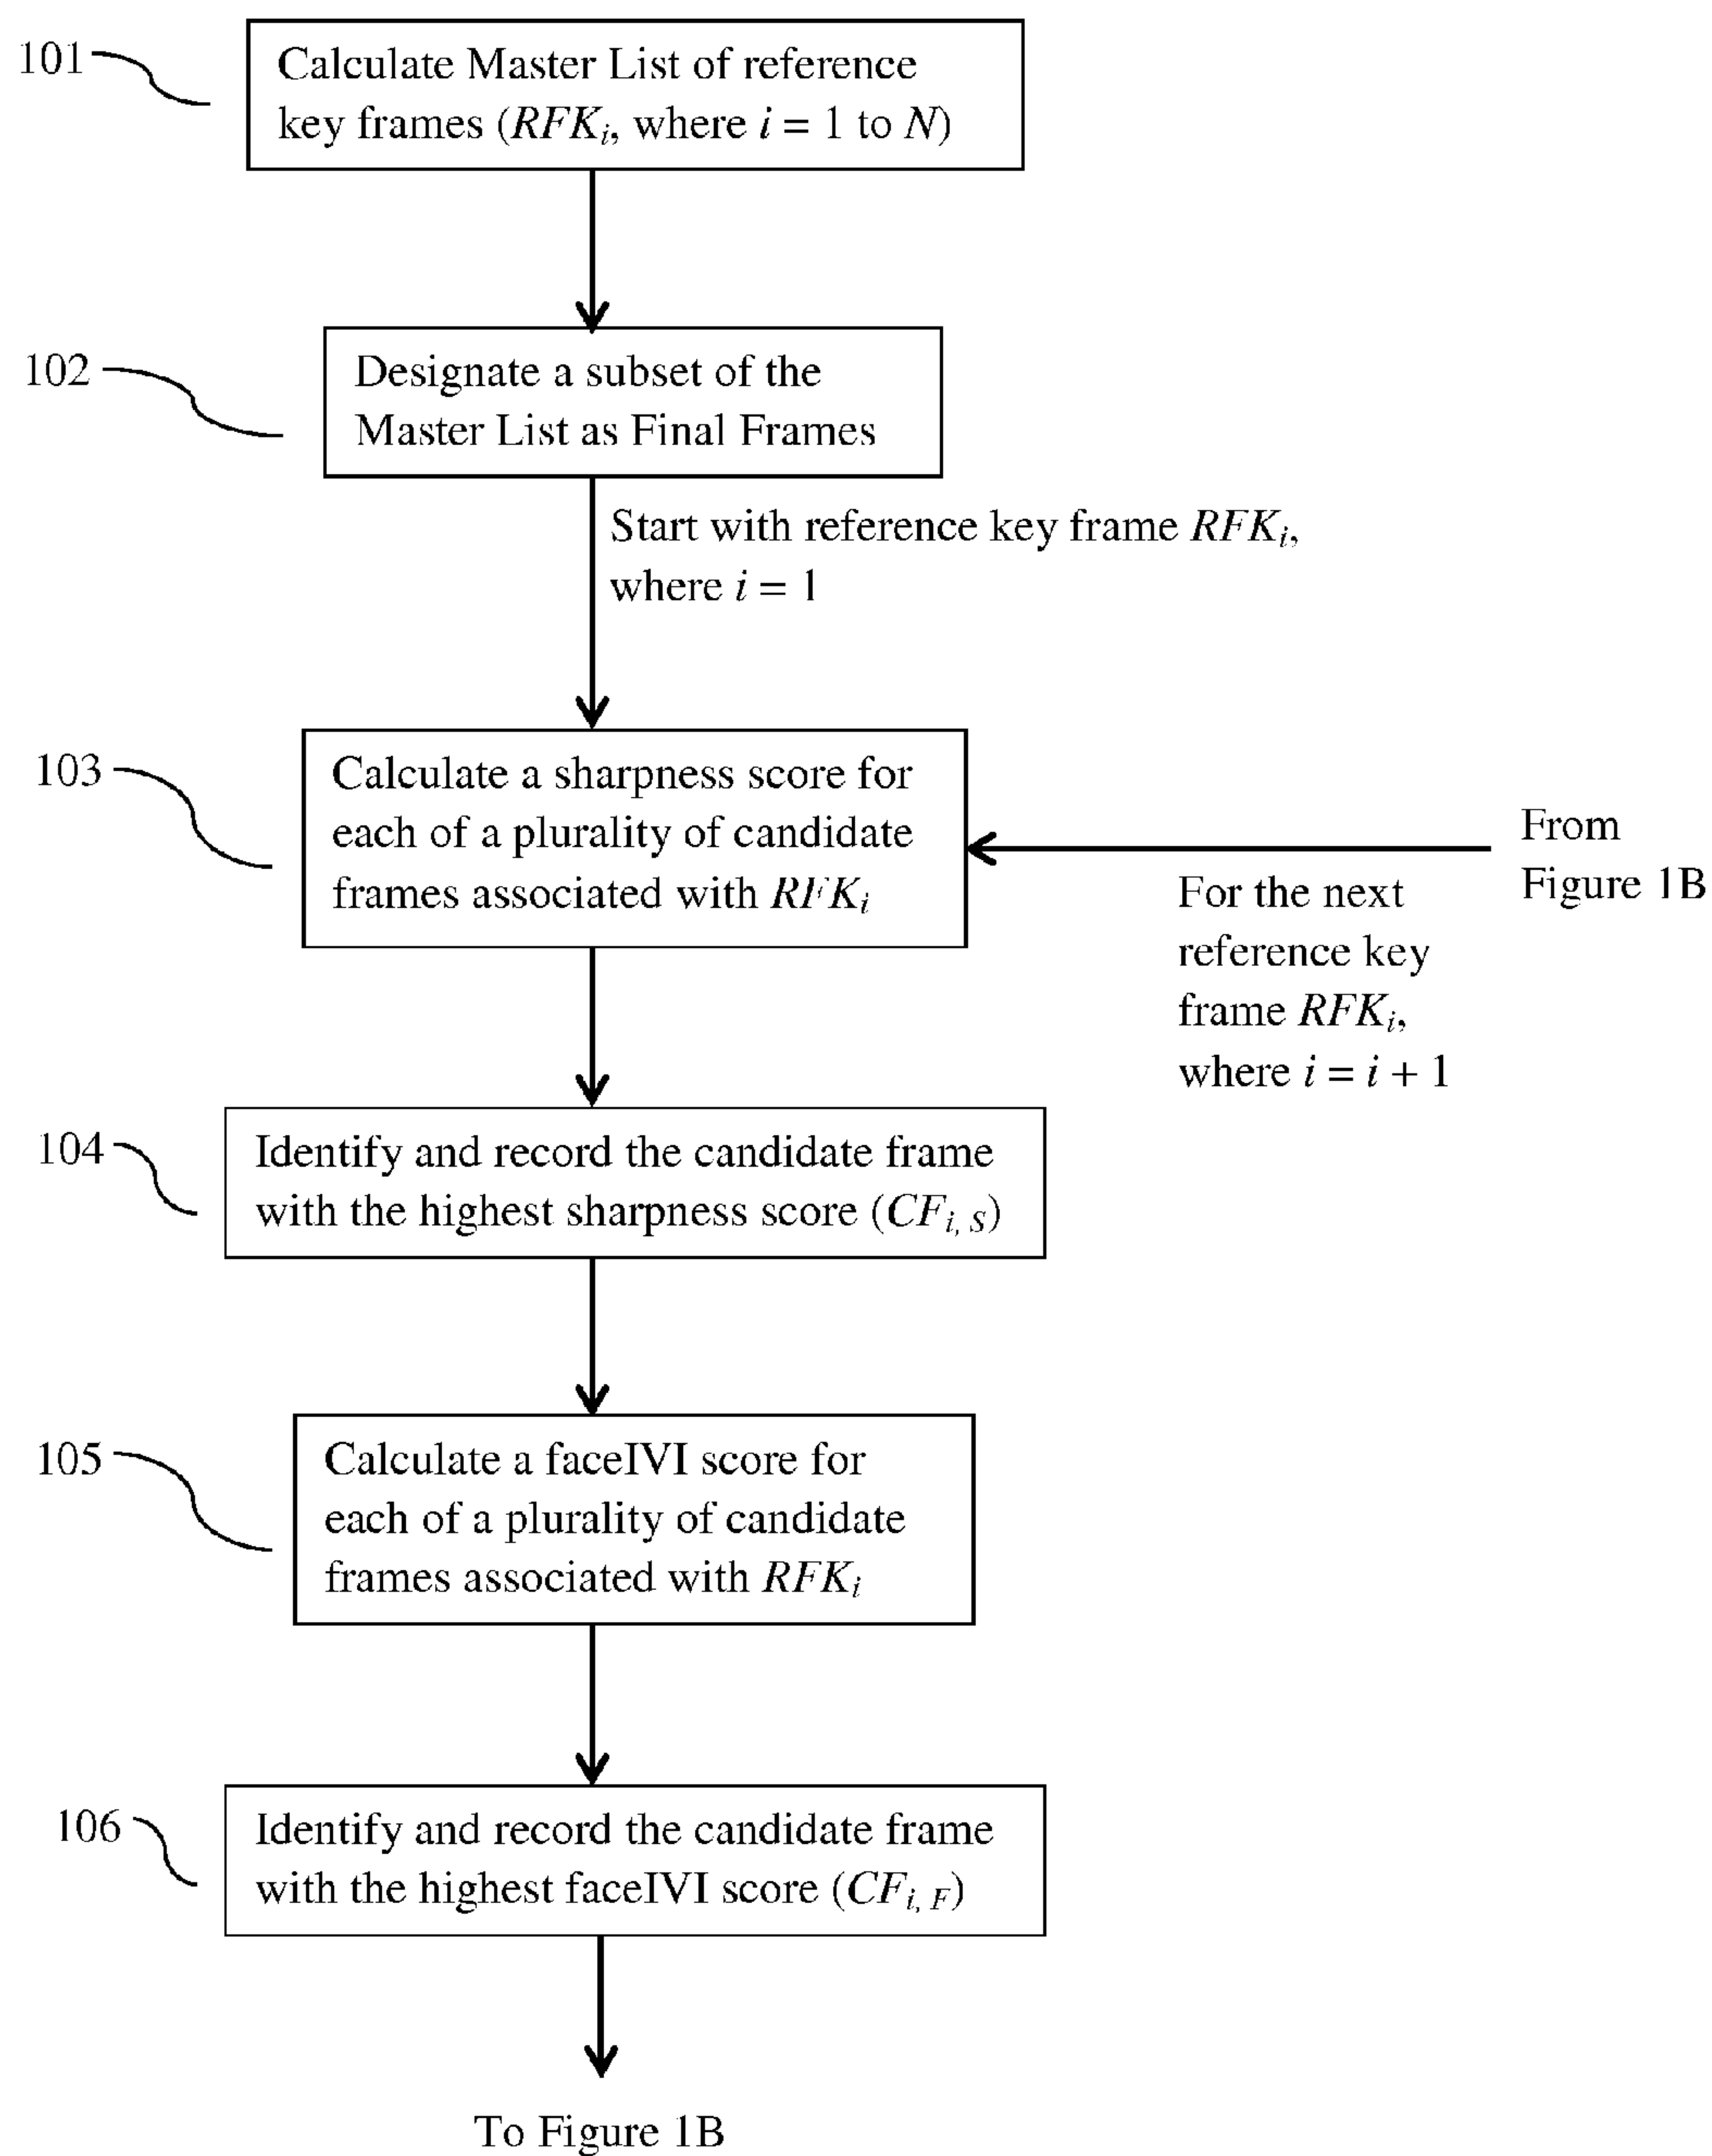 101
Calculate Master List of reference
key frames (RFKi, where i = 1 to N)
102
Designate a subset of the
Master List as Final Frames
Start with reference key frame RFKi,
where i = 1
103
Calculate a sharpness score for
each of a plurality of candidate
frames associated with RFKi
From
Figure 1B
For the next
reference key
frame RFKi,
where i = i + 1
104
Identify and record the candidate frame
with the highest sharpness score (CFi, S)
105
Calculate a faceIVI score for
each of a plurality of candidate
frames associated with RFKi
106
Identify and record the candidate frame
with the highest faceIVI score (CFi, F)
To Figure 1B